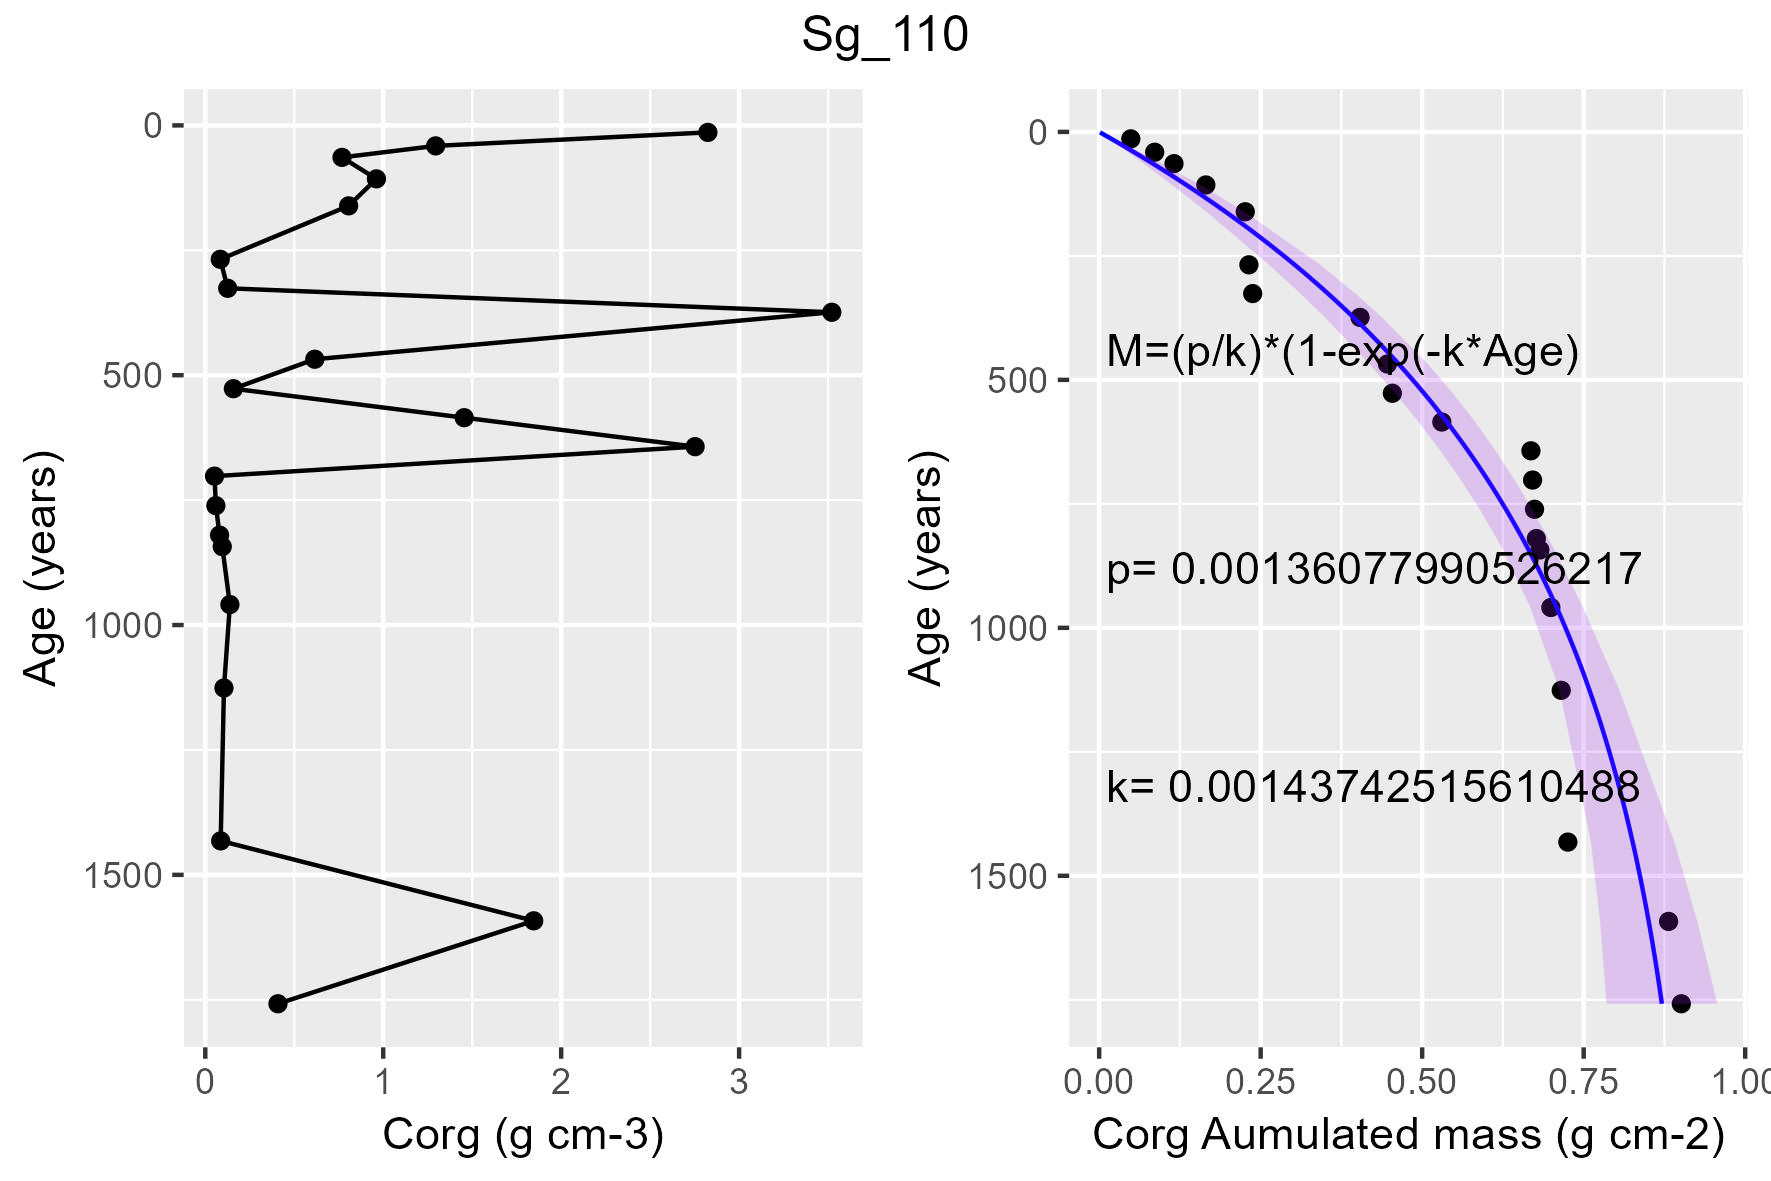 Sg_110
0
500
1000
1500
Age (years)
0 1 2 3
Corg (g cm-3)
0
500
1000
1500
Age (years)
M=(p/k)*(1-exp(-k*Age)
p= 0.00136077990526217
k= 0.00143742515610488
0.00 0.25 0.50 0.75 1.00
Corg Aumulated mass (g cm-2)